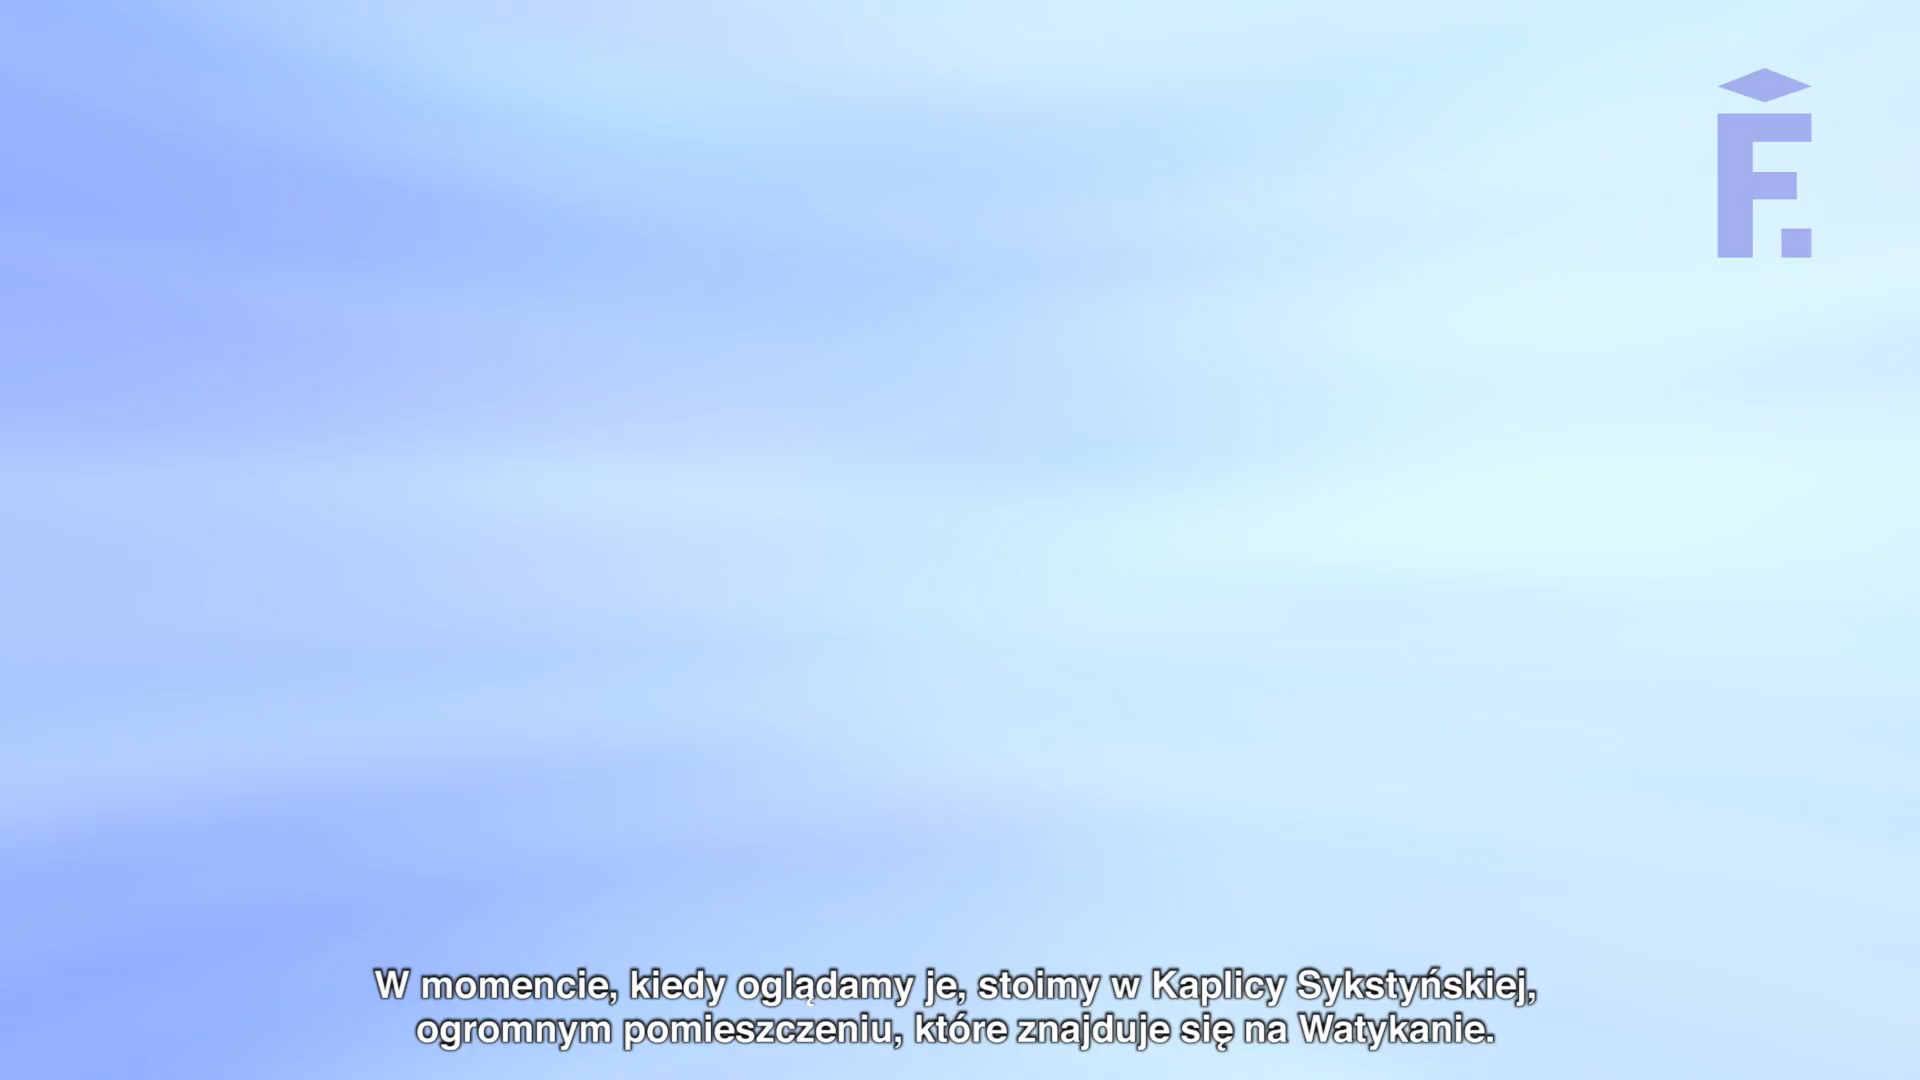 F.
W momencie, kiedy oglądamy je, stoimy w Kaplicy Sykstyńskiej,
ogromnym pomieszczeniu, które znajduje się na Watykanie.